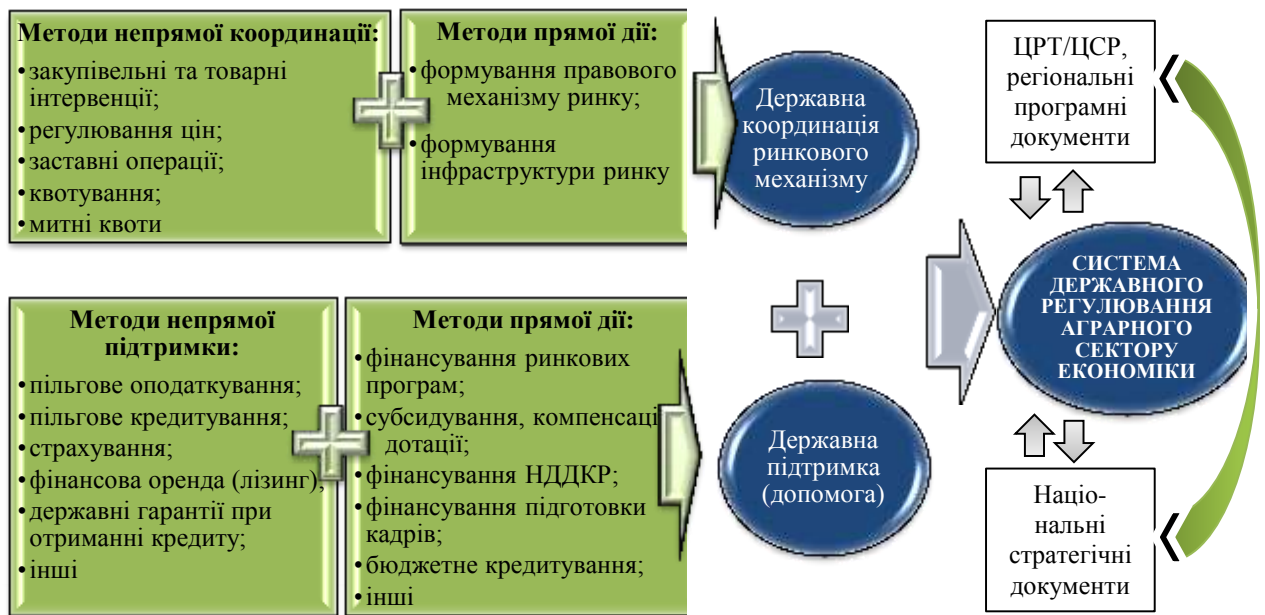 Методи непрямої координації:
•закупівельні та товарні
інтервенції;
•регулювання цін;
•заставні операції;
•квотування;
•митні квоти
Методи прямої дії:
•формування правового
механізму ринку;
•формування
інфраструктури ринку
Державна
координація
ринкового
механізму
ЦРТ/ЦСР,
регіональні
програмні
документи
Методи непрямої
підтримки:
•пільгове оподаткування;
•пільгове кредитування;
•страхування;
•фінансова оренда (лізинг);
•державні гарантії при
отриманні кредиту;
•інші
Методи прямої дії:
•фінансування ринкових
програм;
•субсидування, компенсаці
дотації;
•фінансування НДДКР;
•фінансування підготовки
кадрів;
•бюджетне кредитування;
•інші
Державна
підтримка
(допомога)
СИСТЕМА
ДЕРЖАВНОГО
РЕГУЛЮВАННЯ
АГРАРНОГО
СЕКТОРУ
ЕКОНОМІКИ
Націо-
нальні
стратегічні
документи